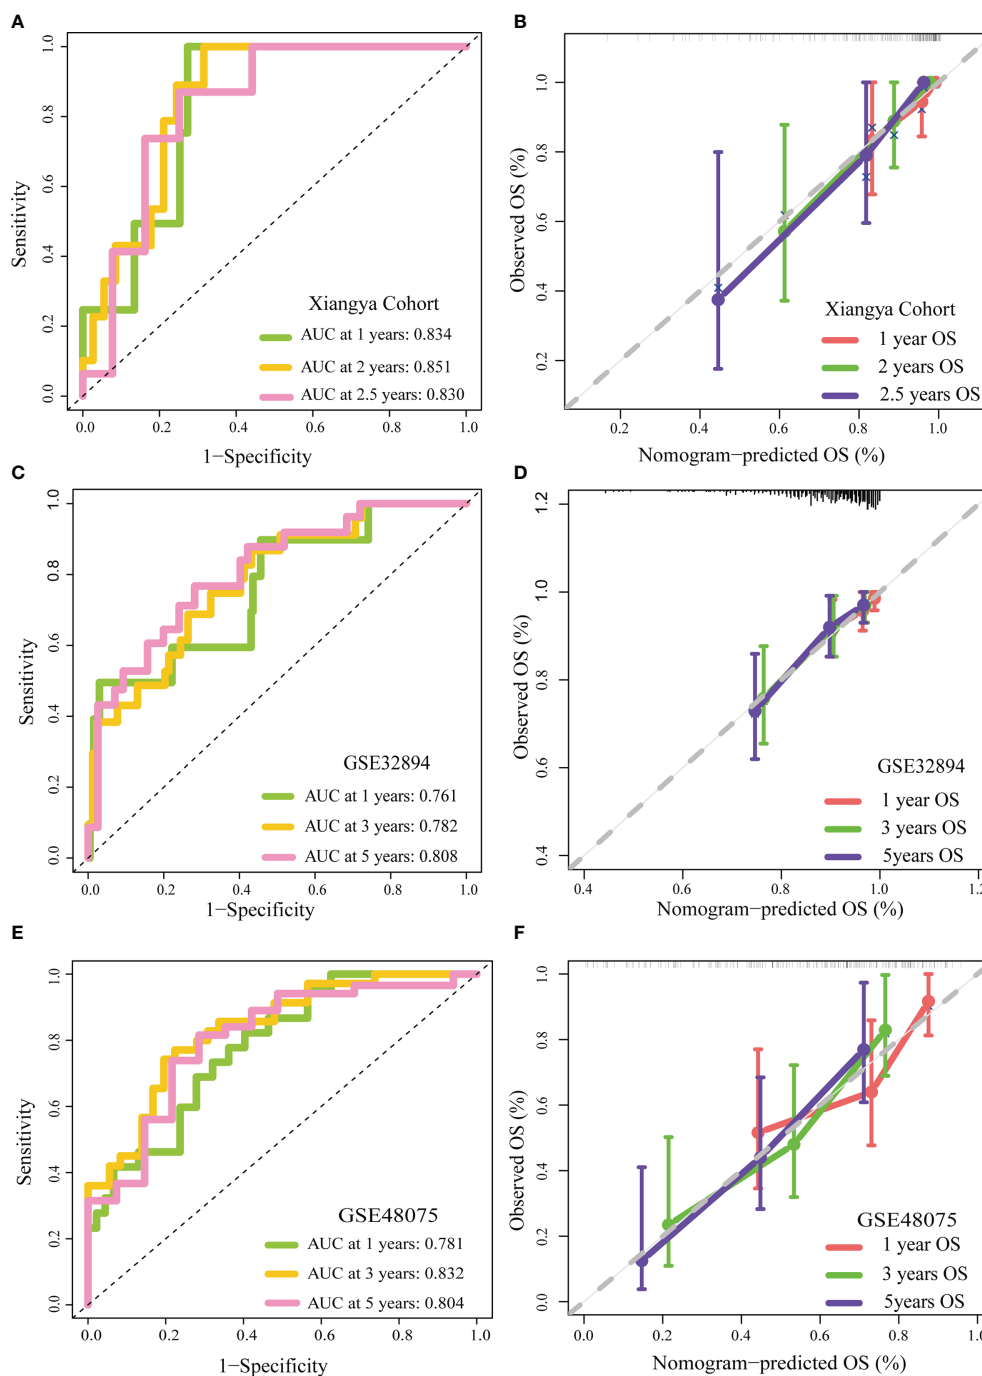 A
1.0
0.8
0.6
0.4
0.2
0.0
Sensitivity
Xiangya Cohort
AUC at 1 years: 0.834
AUC at 2 years: 0.851
AUC at 2.5 years: 0.830
0.0 0.2 0.4 0.6 0.8 1.0
1−Specificity
B
1.0
0.8
0.6
0.4
0.2
Observed OS (%)
Xiangya Cohort
1 year OS
2 years OS
2.5 years OS
0.2 0.4 0.6 0.8 1.0
Nomogram−predicted OS (%)
C
1.0
0.8
0.6
0.4
0.2
0.0
Sensitivity
GSE32894
AUC at 1 years: 0.761
AUC at 3 years: 0.782
AUC at 5 years: 0.808
0.0 0.2 0.4 0.6 0.8 1.0
1−Specificity
D
1.2
1.0
0.8
0.6
0.4
Observed OS (%)
GSE32894
1 year OS
3 years OS
5years OS
0.4 0.6 0.8 1.0 1.2
Nomogram−predicted OS (%)
E
1.0
0.8
0.6
0.4
0.2
0.0
Sensitivity
GSE48075
AUC at 1 years: 0.781
AUC at 3 years: 0.832
AUC at 5 years: 0.804
0.0 0.2 0.4 0.6 0.8 1.0
1−Specificity
F
1.0
0.8
0.6
0.4
0.2
0.0
Observed OS (%)
GSE48075
1 year OS
3 years OS
5years OS
0.0 0.2 0.4 0.6 0.8 1.0
Nomogram−predicted OS (%)